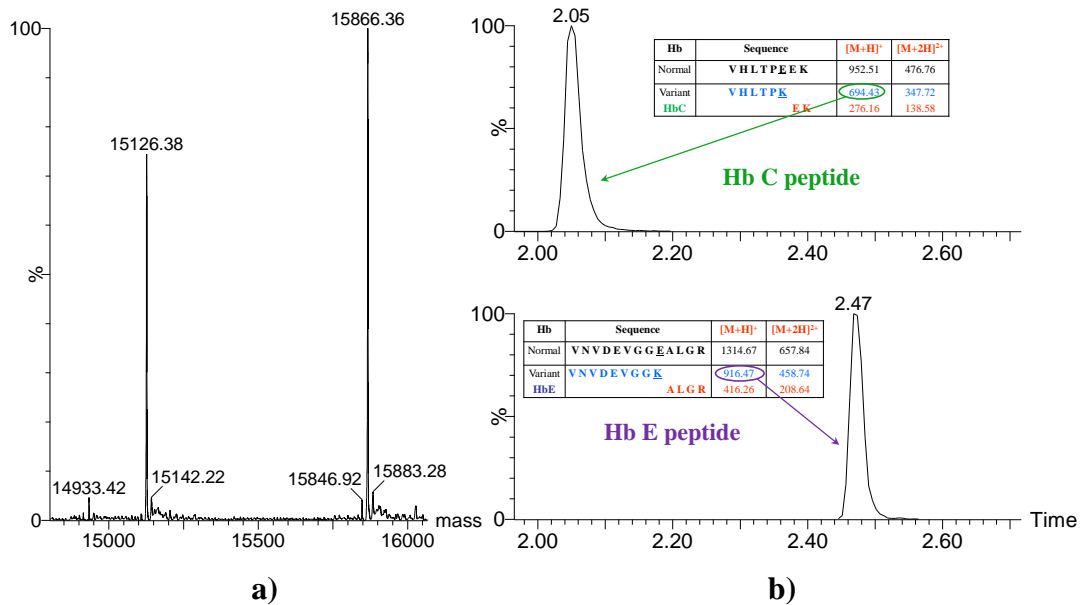 100
%
0
15126.38
15866.36
14933.42
15142.22
15846.92
15883.28
mass
15000
15500
16000
a)
100
%
0
2.05
Hb Sequence [M+H]+ [M+2H]2+
Normal V H L T P E E K 952.51 476.76
Variant V H L T P K 694.43 347.72
HbC E K 276.16 138.58
Hb C peptide
2.00 2.20 2.40 2.60
100
%
0
2.47
Hb Sequence [M+H]+ [M+2H]2+
Normal V N V D E V G G E A L G R 1314.67 657.84
Variant V N V D E V G G K 916.47 458.74
HbE A L G R 416.26 208.64
Hb E peptide
2.00 2.20 2.40 2.60
Time
b)